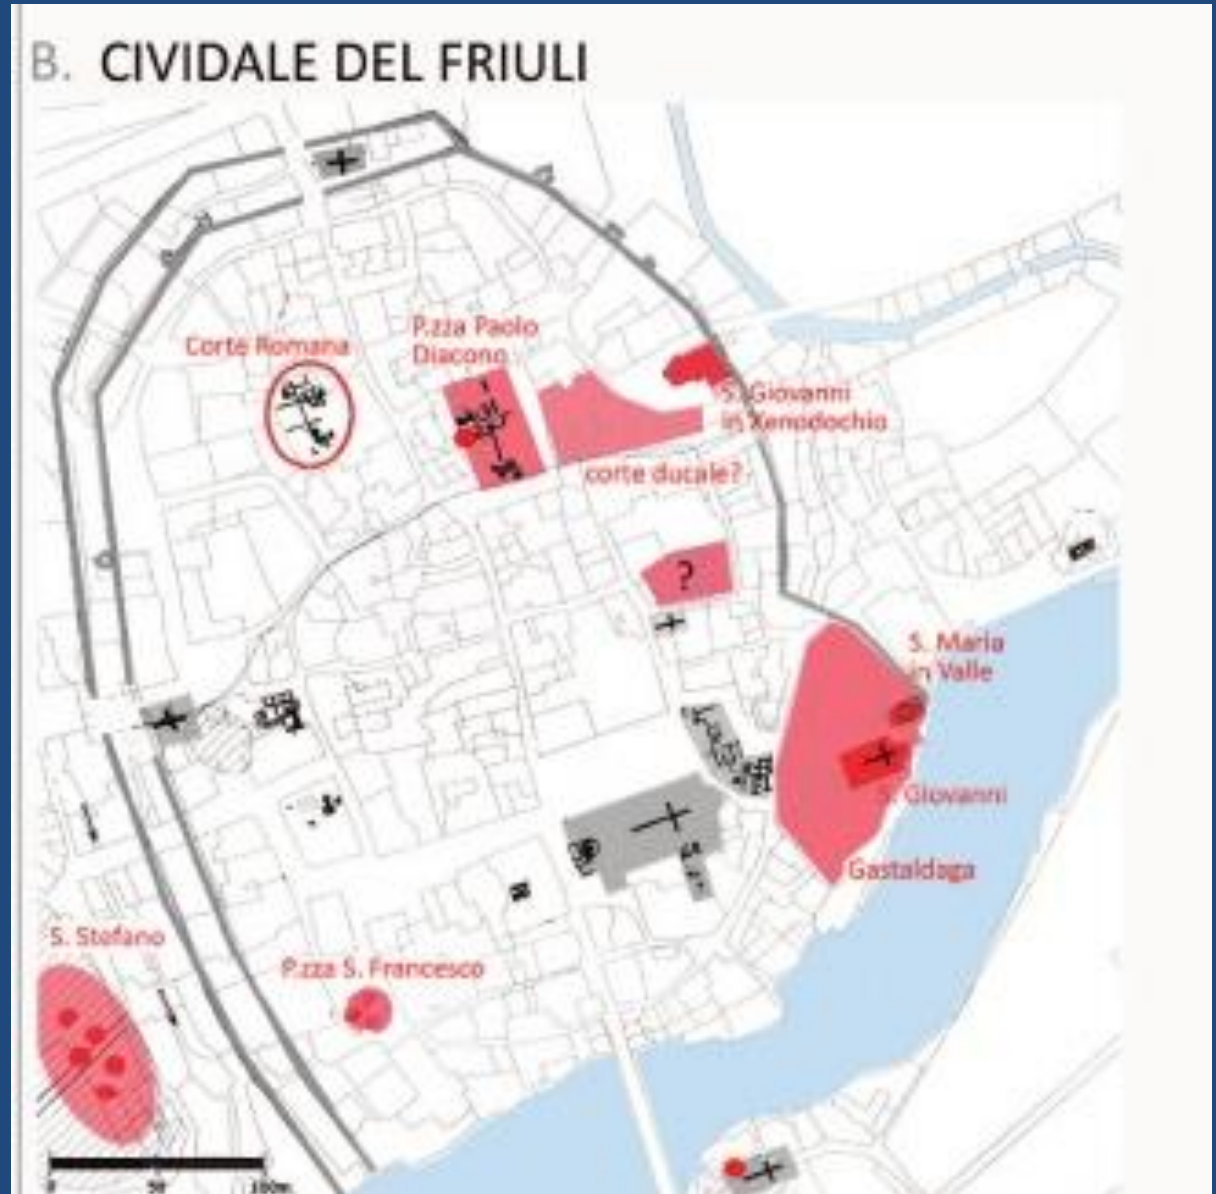 B. CIVIDALE DEL FRIULI
P.zza Paolo
Diacono
Corte Romana
S. Giovanni
in Xenodochio
corte ducale?
?
S. Maria
in Valle
S. Giovanni
Gastaldaga
S. Stefano
P.zza S. Francesco
0 50 100m